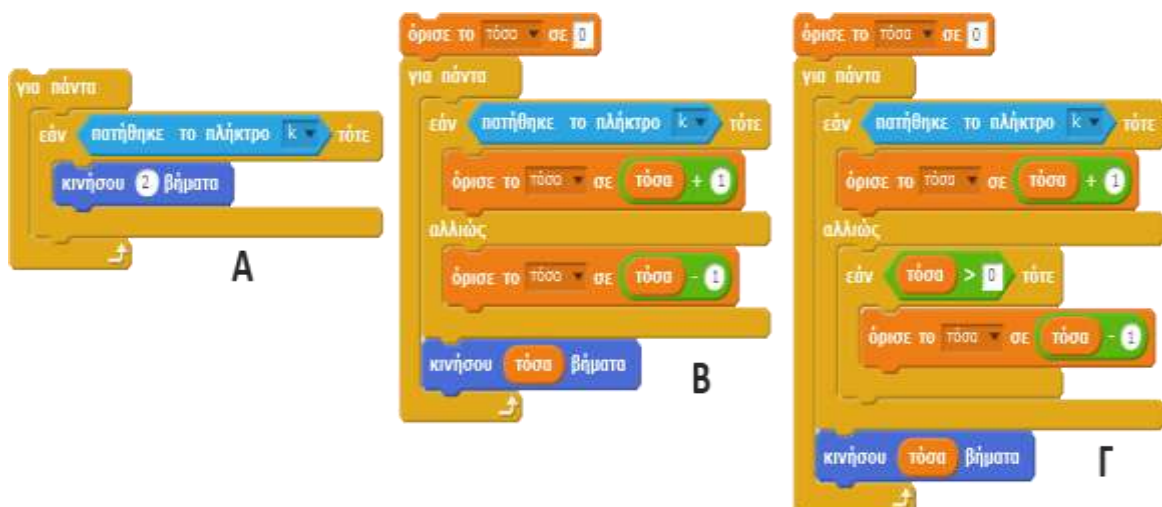 για πάντα
εάν πατήθηκε το πλήκτρο k τότε
κινήσου 2 βήματα
A
όρισε το τόσα σε 0
για πάντα
εάν πατήθηκε το πλήκτρο k τότε
όρισε το τόσα σε τόσα + 1
αλλιώς
όρισε το τόσα σε τόσα - 1
κινήσου τόσα βήματα
B
όρισε το τόσα σε 0
για πάντα
εάν πατήθηκε το πλήκτρο k τότε
όρισε το τόσα σε τόσα + 1
αλλιώς
εάν τόσα > 0 τότε
όρισε το τόσα σε τόσα - 1
κινήσου τόσα βήματα
Γ